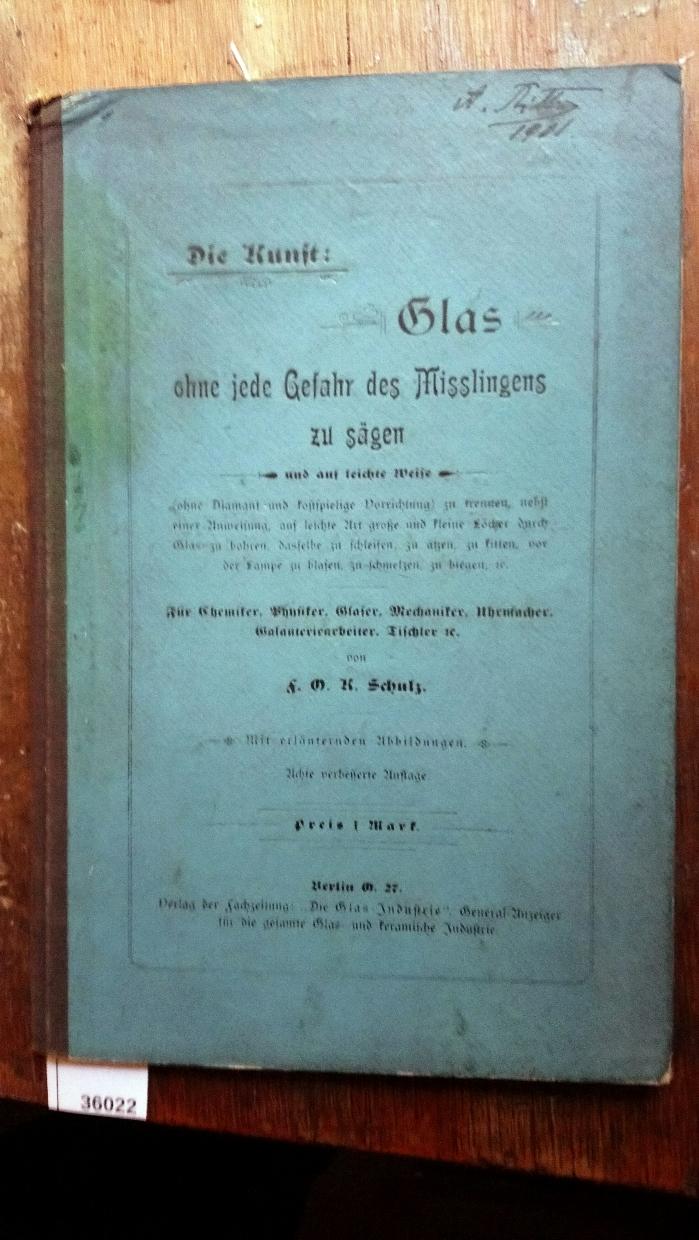 A.
Die Kunst:
Glas
ohne jede Gefahr des Misslingens
zu sägen
und auf leichte Weise
(ohne Diamant und kostspielige Vorrichtung) zu trennen, nebst
einer Anweisung, auf leichte Art große und kleine Löcher durch
Glas zu bohren, dasselbe zu schleifen, zu ätzen, zu kitten, vor
der Lampe zu blasen, zu schmelzen, zu biegen, ꝛc.
Für Chemiker, Physiker, Glaser, Mechaniker, Uhrmacher,
Galanteriearbeiter, Tischler ꝛc.
von
F. O. R. Schulz.
Mit erläuternden Abbildungen.
Achte verbesserte Auflage
Preis 1 Mark.
Berlin O. 27.
Verlag der Fachzeitung: „Die Glas-Industrie“, General-Anzeiger
für die gesamte Glas- und keramische Industrie
36022